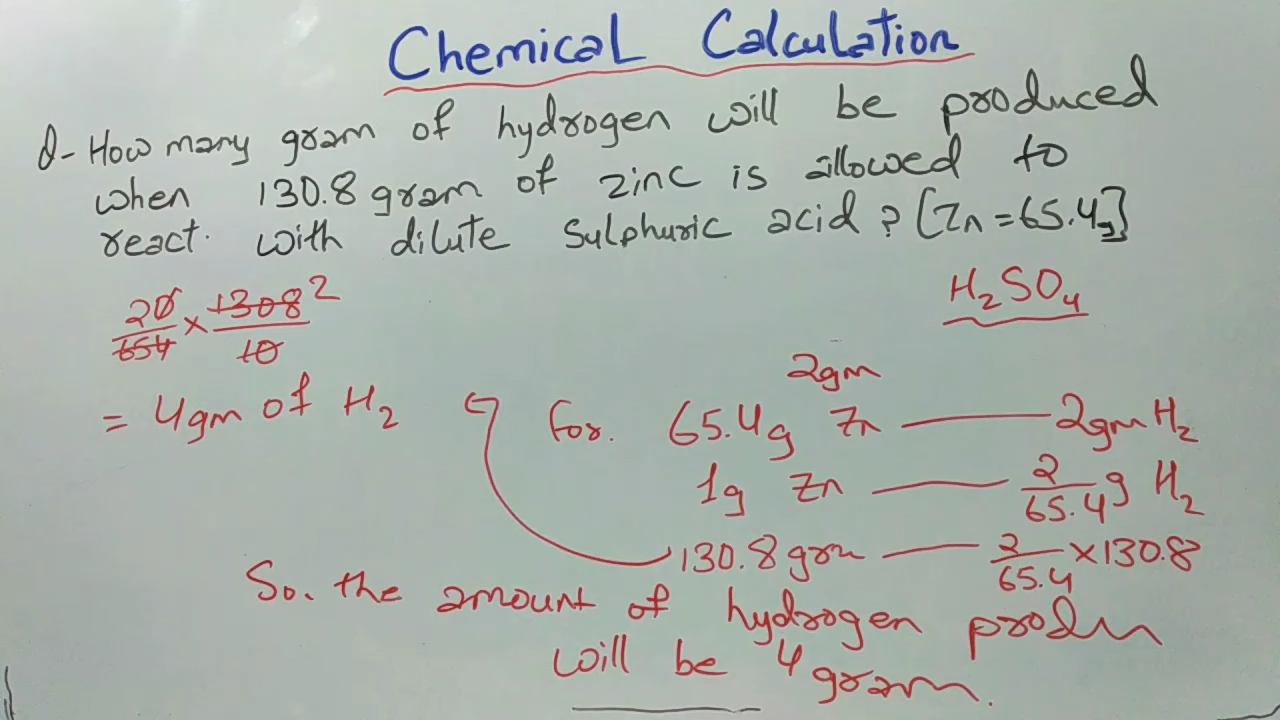 Chemical Calculation
Q- How many gram of hydrogen will be produced
when 130.8 gram of zinc is allowed to
react. with dilute sulphuric acid? [Zn = 65.4g]
H₂SO₄
20/654 × 1308/10 2
= 4gm of H₂
2gm
For. 65.4g Zn — 2gm H₂
1g Zn — 2/65.4 g H₂
130.8 gm — 2/65.4 × 130.8
So. the amount of hydrogen produ
will be 4 gram.